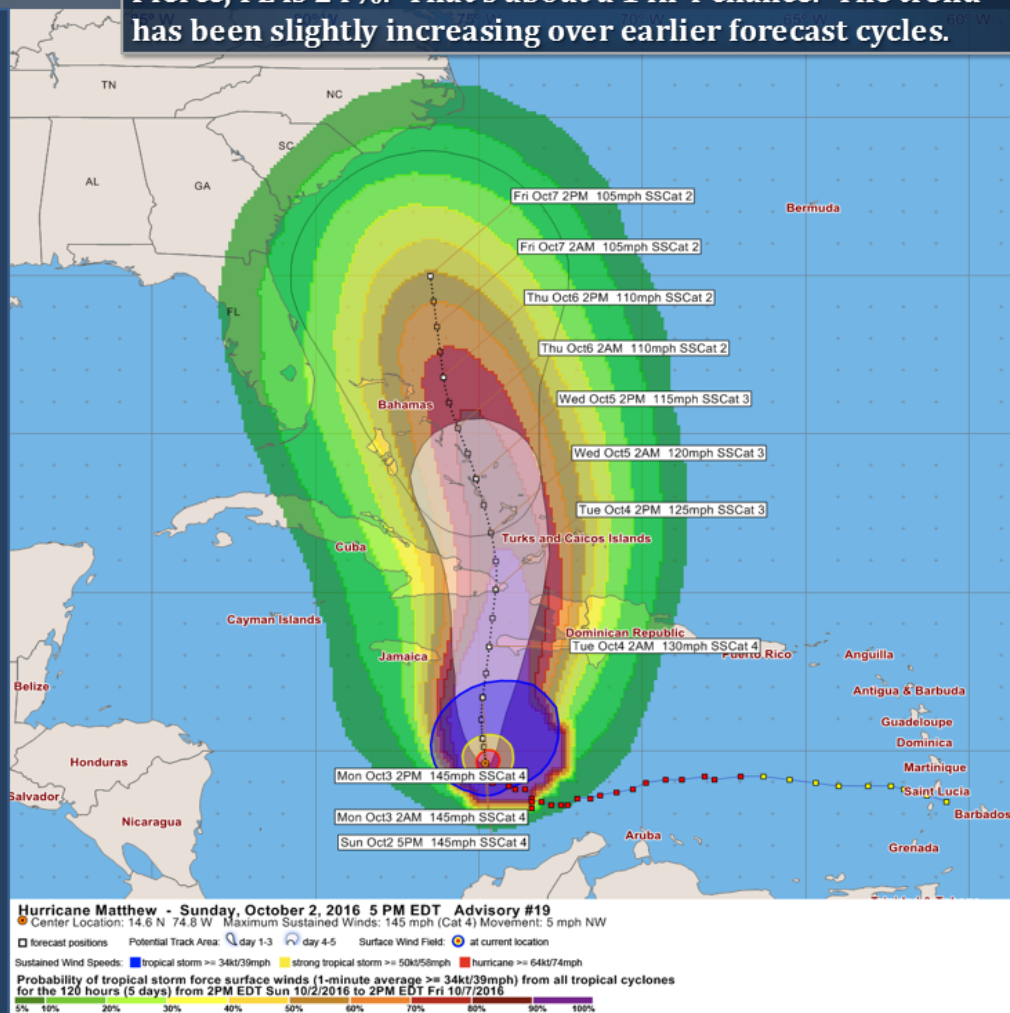 has been slightly increasing over earlier forecast cycles.
TN
NC
SC
AL
GA
Fri Oct7 2PM 105mph SSCat 2
Bermuda
Fri Oct7 2AM 105mph SSCat 2
Thu Oct6 2PM 110mph SSCat 2
FL
Thu Oct6 2AM 110mph SSCat 2
Wed Oct5 2PM 115mph SSCat 3
Bahamas
Wed Oct5 2AM 120mph SSCat 3
Tue Oct4 2PM 125mph SSCat 3
Turks and Caicos Islands
Cuba
Cayman Islands
Dominican Republic
Tue Oct4 2AM 130mph SSCat 4
Puerto Rico
Jamaica
Anguilla
Belize
Antigua & Barbuda
Guadeloupe
Dominica
Honduras
Martinique
Mon Oct3 2PM 145mph SSCat 4
Saint Lucia
Salvador
Barbados
Mon Oct3 2AM 145mph SSCat 4
Nicaragua
Aruba
Sun Oct2 5PM 145mph SSCat 4
Grenada
Hurricane Matthew - Sunday, October 2, 2016 5 PM EDT Advisory #19
Center Location: 14.6 N 74.8 W Maximum Sustained Winds: 145 mph (Cat 4) Movement: 5 mph NW
forecast positions Potential Track Area: day 1-3 day 4-5 Surface Wind Field: at current location
Sustained Wind Speeds: tropical storm >= 34kt/39mph strong tropical storm >= 50kt/58mph hurricane >= 64kt/74mph
Probability of tropical storm force surface winds (1-minute average >= 34kt/39mph) from all tropical cyclones
for the 120 hours (5 days) from 2PM EDT Sun 10/2/2016 to 2PM EDT Fri 10/7/2016
5% 10% 20% 30% 40% 50% 60% 70% 80% 90% 100%